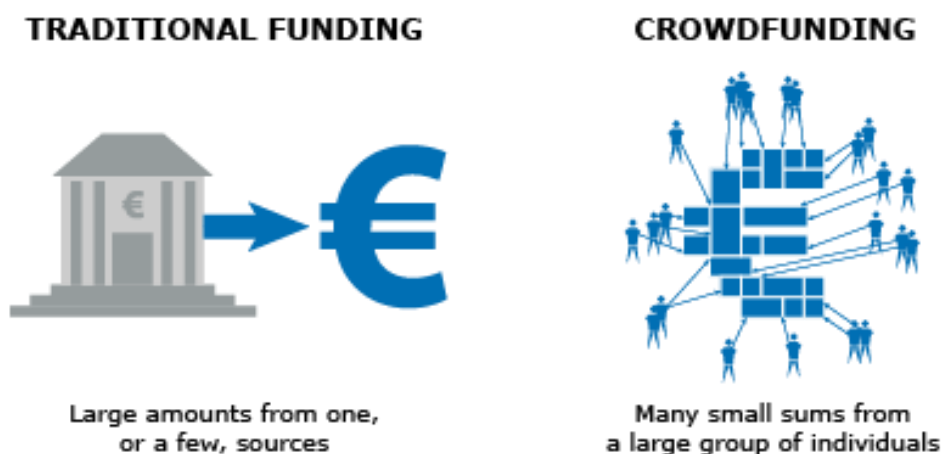 TRADITIONAL FUNDING
€
€
Large amounts from one,
or a few, sources
CROWDFUNDING
Many small sums from
a large group of individuals